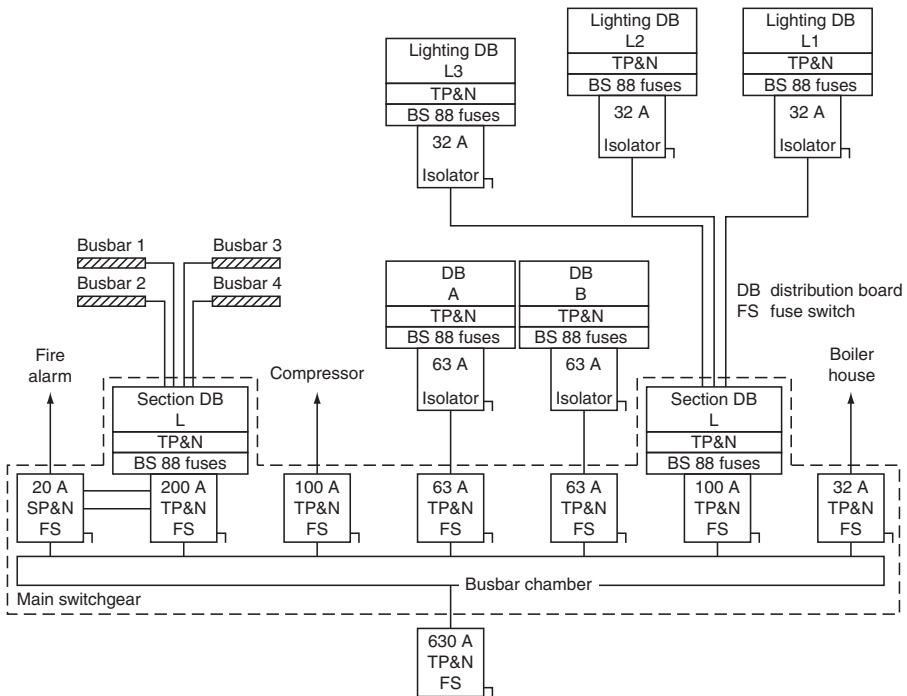 Lighting DB
L3
TP&N
BS 88 fuses
32 A
Isolator
Lighting DB
L2
TP&N
BS 88 fuses
32 A
Isolator
Lighting DB
L1
TP&N
BS 88 fuses
32 A
Isolator
Busbar 1
Busbar 2
Busbar 3
Busbar 4
DB
A
TP&N
BS 88 fuses
63 A
Isolator
DB
B
TP&N
BS 88 fuses
63 A
Isolator
DB distribution board
FS fuse switch
Fire
alarm
Section DB
L
TP&N
BS 88 fuses
Compressor
Section DB
L
TP&N
BS 88 fuses
Boiler
house
20 A
SP&N
FS
200 A
TP&N
FS
100 A
TP&N
FS
63 A
TP&N
FS
63 A
TP&N
FS
100 A
TP&N
FS
32 A
TP&N
FS
Busbar chamber
Main switchgear
630 A
TP&N
FS